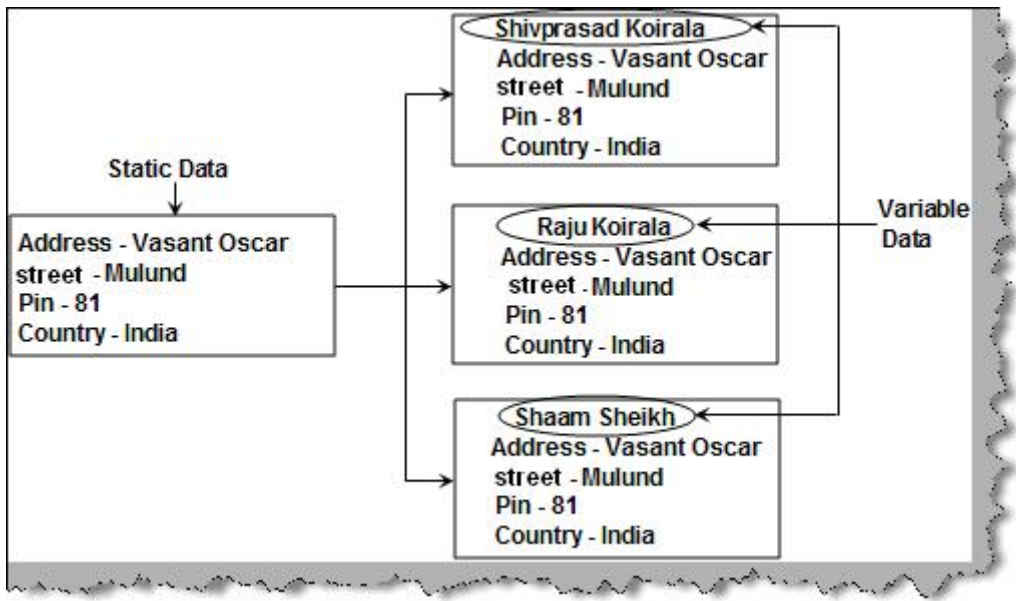 Static Data
Address - Vasant Oscar
street - Mulund
Pin - 81
Country - India
Shivprasad Koirala
Address - Vasant Oscar
street - Mulund
Pin - 81
Country - India
Raju Koirala
Address - Vasant Oscar
street - Mulund
Pin - 81
Country - India
Shaam Sheikh
Address - Vasant Oscar
street - Mulund
Pin - 81
Country - India
Variable
Data